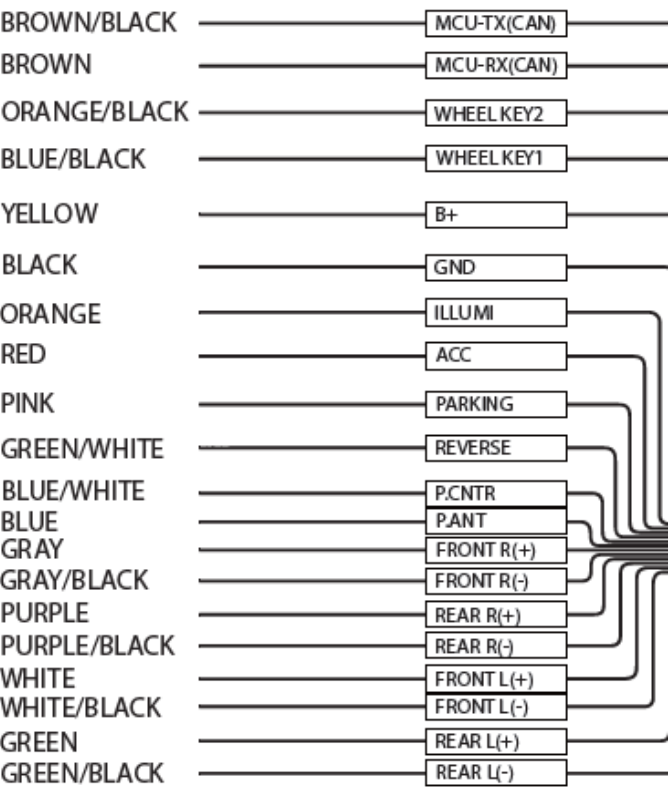 BROWN/BLACK MCU-TX(CAN)
BROWN MCU-RX(CAN)
ORANGE/BLACK WHEEL KEY2
BLUE/BLACK WHEEL KEY1
YELLOW B+
BLACK GND
ORANGE ILLUMI
RED ACC
PINK PARKING
GREEN/WHITE REVERSE
BLUE/WHITE P.CNTR
BLUE P.ANT
GRAY FRONT R(+)
GRAY/BLACK FRONT R(-)
PURPLE REAR R(+)
PURPLE/BLACK REAR R(-)
WHITE FRONT L(+)
WHITE/BLACK FRONT L(-)
GREEN REAR L(+)
GREEN/BLACK REAR L(-)